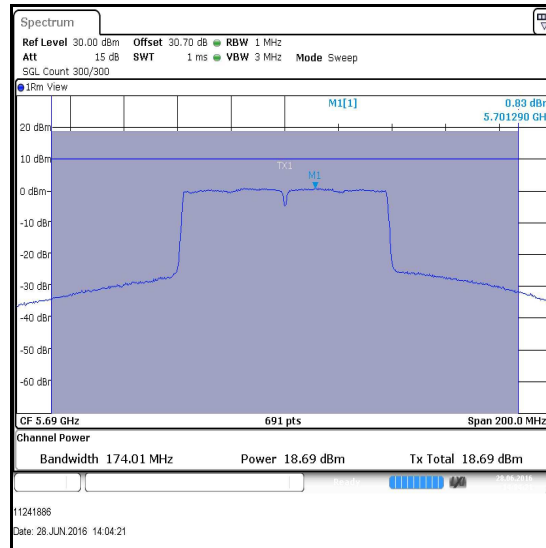 Spectrum
Ref Level 30.00 dBm Offset 30.70 dB RBW 1 MHz
Att 15 dB SWT 1 ms VBW 3 MHz Mode Sweep
SGL Count 300/300
1Rm View
M1[1] 0.83 dBm
5.701290 GHz
20 dBm
10 dBm
TX1
M1
0 dBm
-10 dBm
-20 dBm
-30 dBm
-40 dBm
-50 dBm
-60 dBm
CF 5.69 GHz 691 pts Span 200.0 MHz
Channel Power
Bandwidth 174.01 MHz Power 18.69 dBm Tx Total 18.69 dBm
Ready 28.06.2016
11241886
Date: 28.JUN.2016 14:04:21